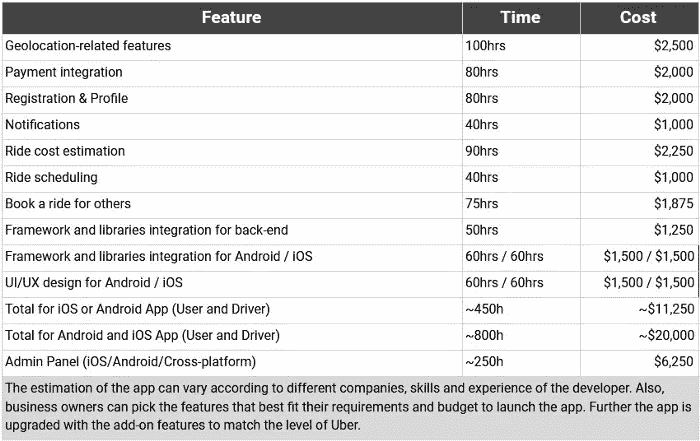 Feature Time Cost
Geolocation-related features 100hrs $2,500
Payment integration 80hrs $2,000
Registration & Profile 80hrs $2,000
Notifications 40hrs $1,000
Ride cost estimation 90hrs $2,250
Ride scheduling 40hrs $1,000
Book a ride for others 75hrs $1,875
Framework and libraries integration for back-end 50hrs $1,250
Framework and libraries integration for Android / iOS 60hrs / 60hrs $1,500 / $1,500
UI/UX design for Android / iOS 60hrs / 60hrs $1,500 / $1,500
Total for iOS or Android App (User and Driver) ~450h ~$11,250
Total for Android and iOS App (User and Driver) ~800h ~$20,000
Admin Panel (iOS/Android/Cross-platform) ~250h $6,250
The estimation of the app can vary according to different companies, skills and experience of the developer. Also,
business owners can pick the features that best fit their requirements and budget to launch the app. Further the app is
upgraded with the add-on features to match the level of Uber.